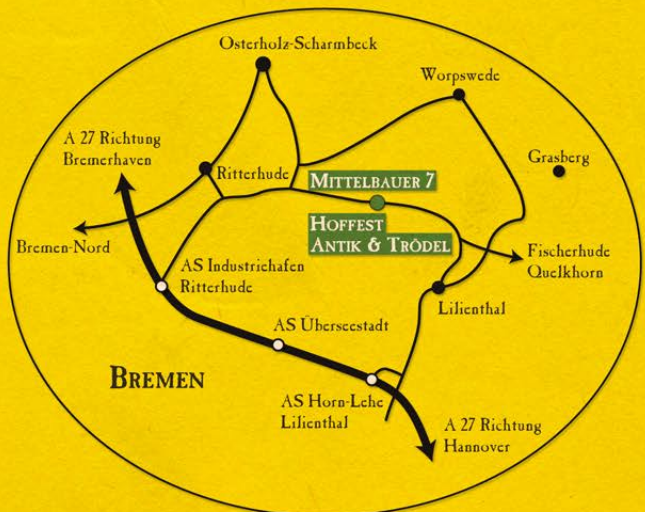 Osterholz-Scharmbeck
Worpswede
A 27 Richtung
Bremerhaven
Ritterhude
Grasberg
MITTELBAUER 7
HOFFEST
ANTIK & TRÖDEL
Bremen-Nord
Fischerhude
Quelkhorn
AS Industriehafen
Ritterhude
Lilienthal
AS Überseestadt
BREMEN
AS Horn-Lehe
Lilienthal
A 27 Richtung
Hannover